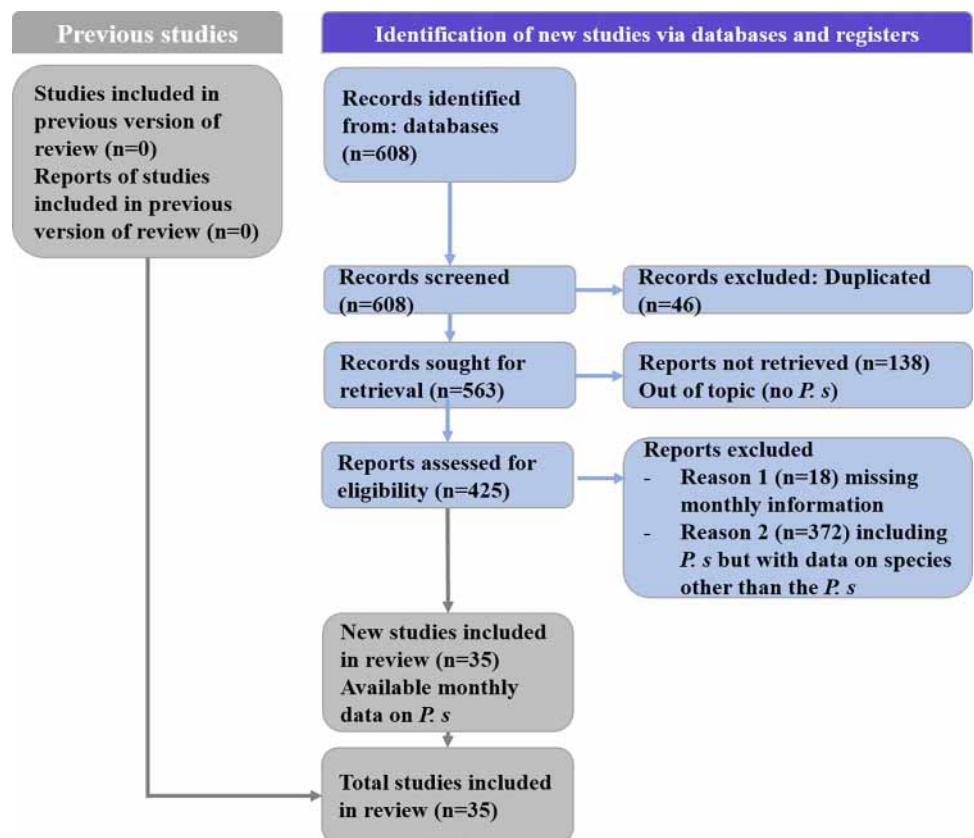 Previous studies
Identification of new studies via databases and registers
Studies included in
previous version of
review (n=0)
Reports of studies
included in previous
version of review (n=0)
Records identified
from: databases
(n=608)
Records screened
(n=608)
Records excluded: Duplicated
(n=46)
Records sought for
retrieval (n=563)
Reports not retrieved (n=138)
Out of topic (no P. s)
Reports assessed for
eligibility (n=425)
Reports excluded
- Reason 1 (n=18) missing
monthly information
- Reason 2 (n=372) including
P. s but with data on species
other than the P. s
New studies included
in review (n=35)
Available monthly
data on P. s
Total studies included
in review (n=35)